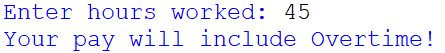 Enter hours worked: 45
Your pay will include Overtime!